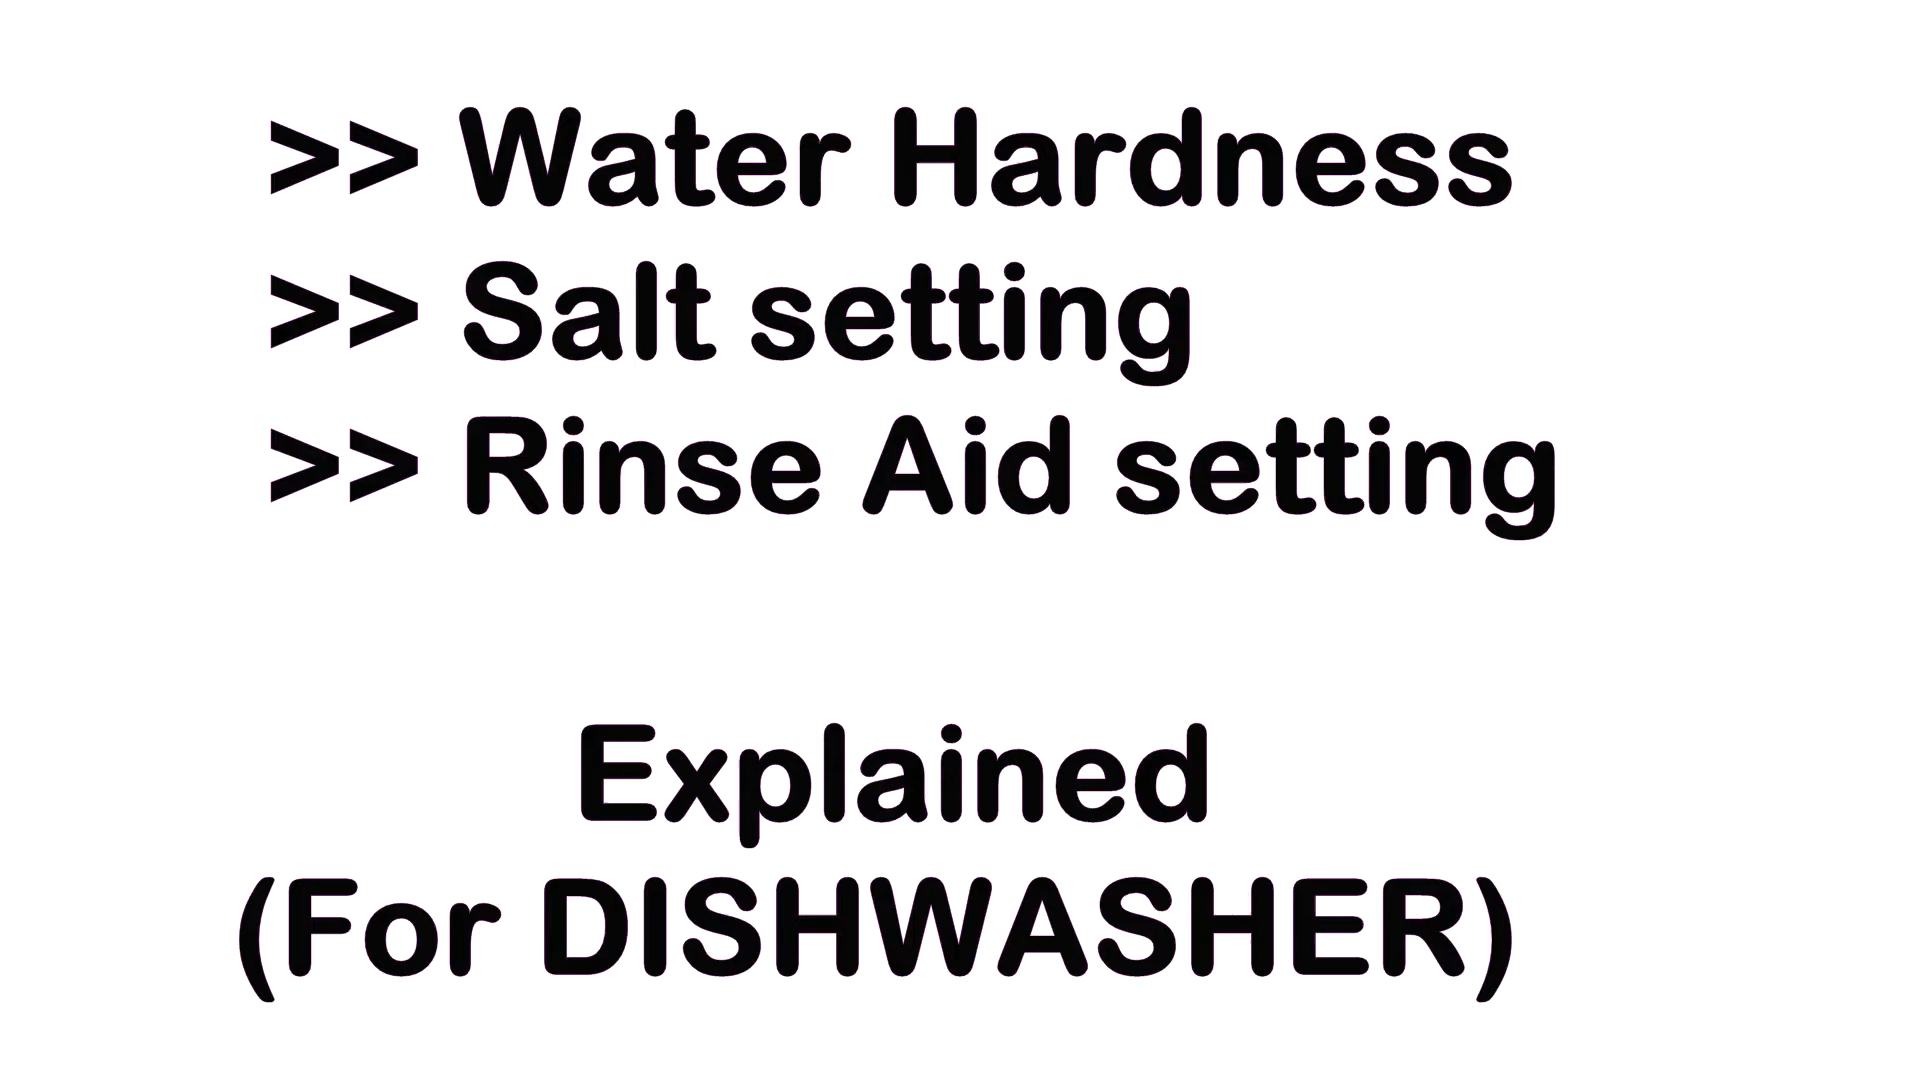 >> Water Hardness
>> Salt setting
>> Rinse Aid setting
Explained
(For DISHWASHER)